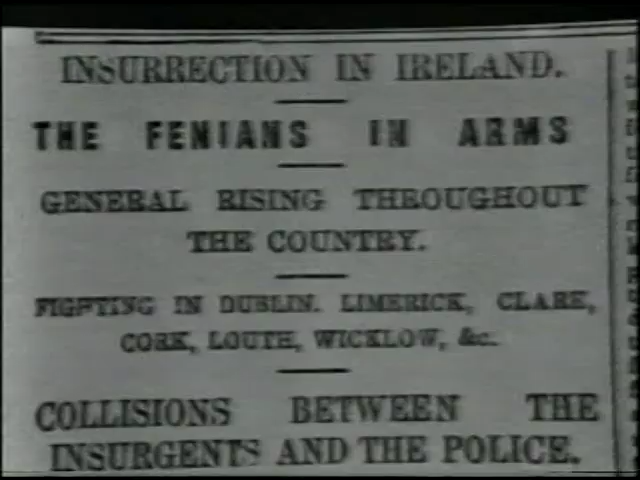 INSURRECTION IN IRELAND.
THE FENIANS IN ARMS
GENERAL RISING THROUGHOUT
THE COUNTRY.
FIGHTING IN DUBLIN. LIMERICK, CLARE,
CORK, LOUTH, WICKLOW, &c.
COLLISIONS BETWEEN THE
INSURGENTS AND THE POLICE.